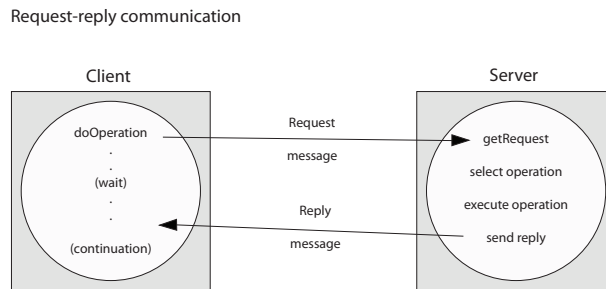 Request-reply communication
Client
Server
doOperation
.
.
(wait)
.
.
(continuation)
Request
message
Reply
message
getRequest
select operation
execute operation
send reply